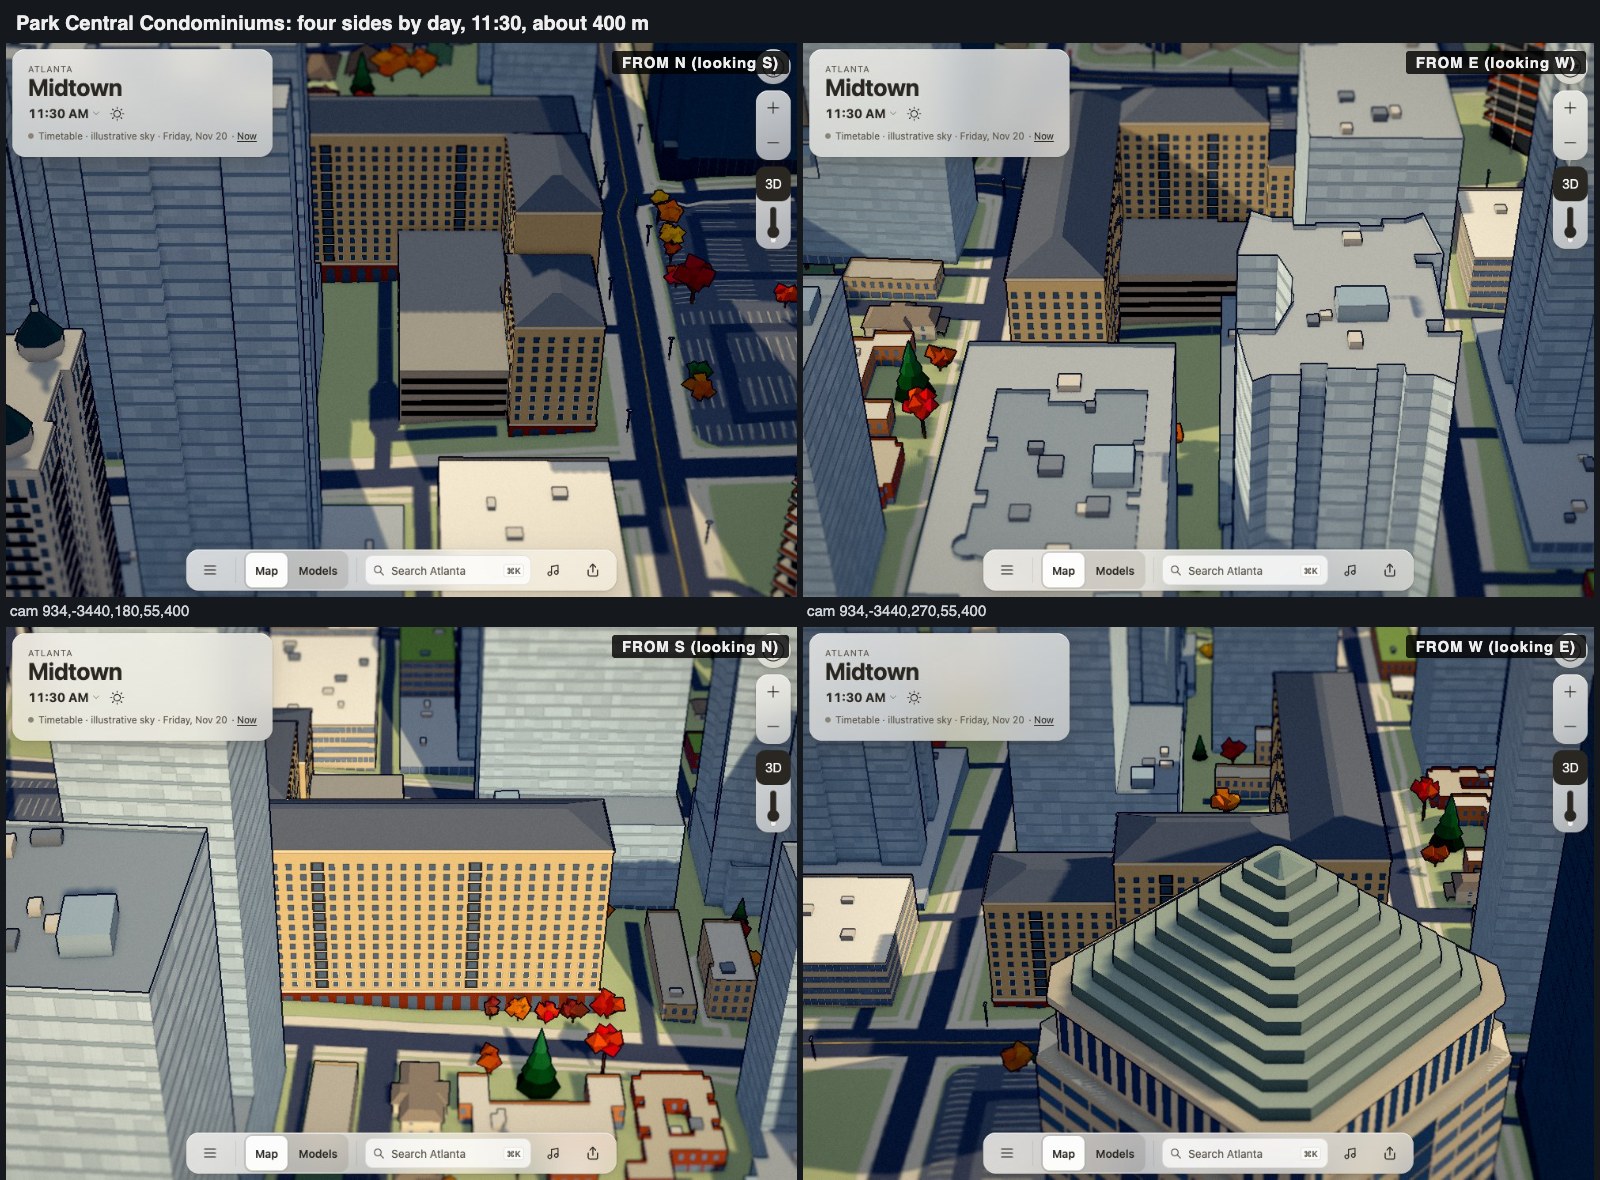 Park Central Condominiums: four sides by day, 11:30, about 400 m
ATLANTA
Midtown
11:30 AM
Timetable · illustrative sky · Friday, Nov 20 · Now
FROM N (looking S)
3D
Map
Models
Search Atlanta
⌘K
cam 934,-3440,180,55,400
ATLANTA
Midtown
11:30 AM
Timetable · illustrative sky · Friday, Nov 20 · Now
FROM E (looking W)
3D
Map
Models
Search Atlanta
⌘K
cam 934,-3440,270,55,400
ATLANTA
Midtown
11:30 AM
Timetable · illustrative sky · Friday, Nov 20 · Now
FROM S (looking N)
3D
Map
Models
Search Atlanta
⌘K
ATLANTA
Midtown
11:30 AM
Timetable · illustrative sky · Friday, Nov 20 · Now
FROM W (looking E)
3D
Map
Models
Search Atlanta
⌘K